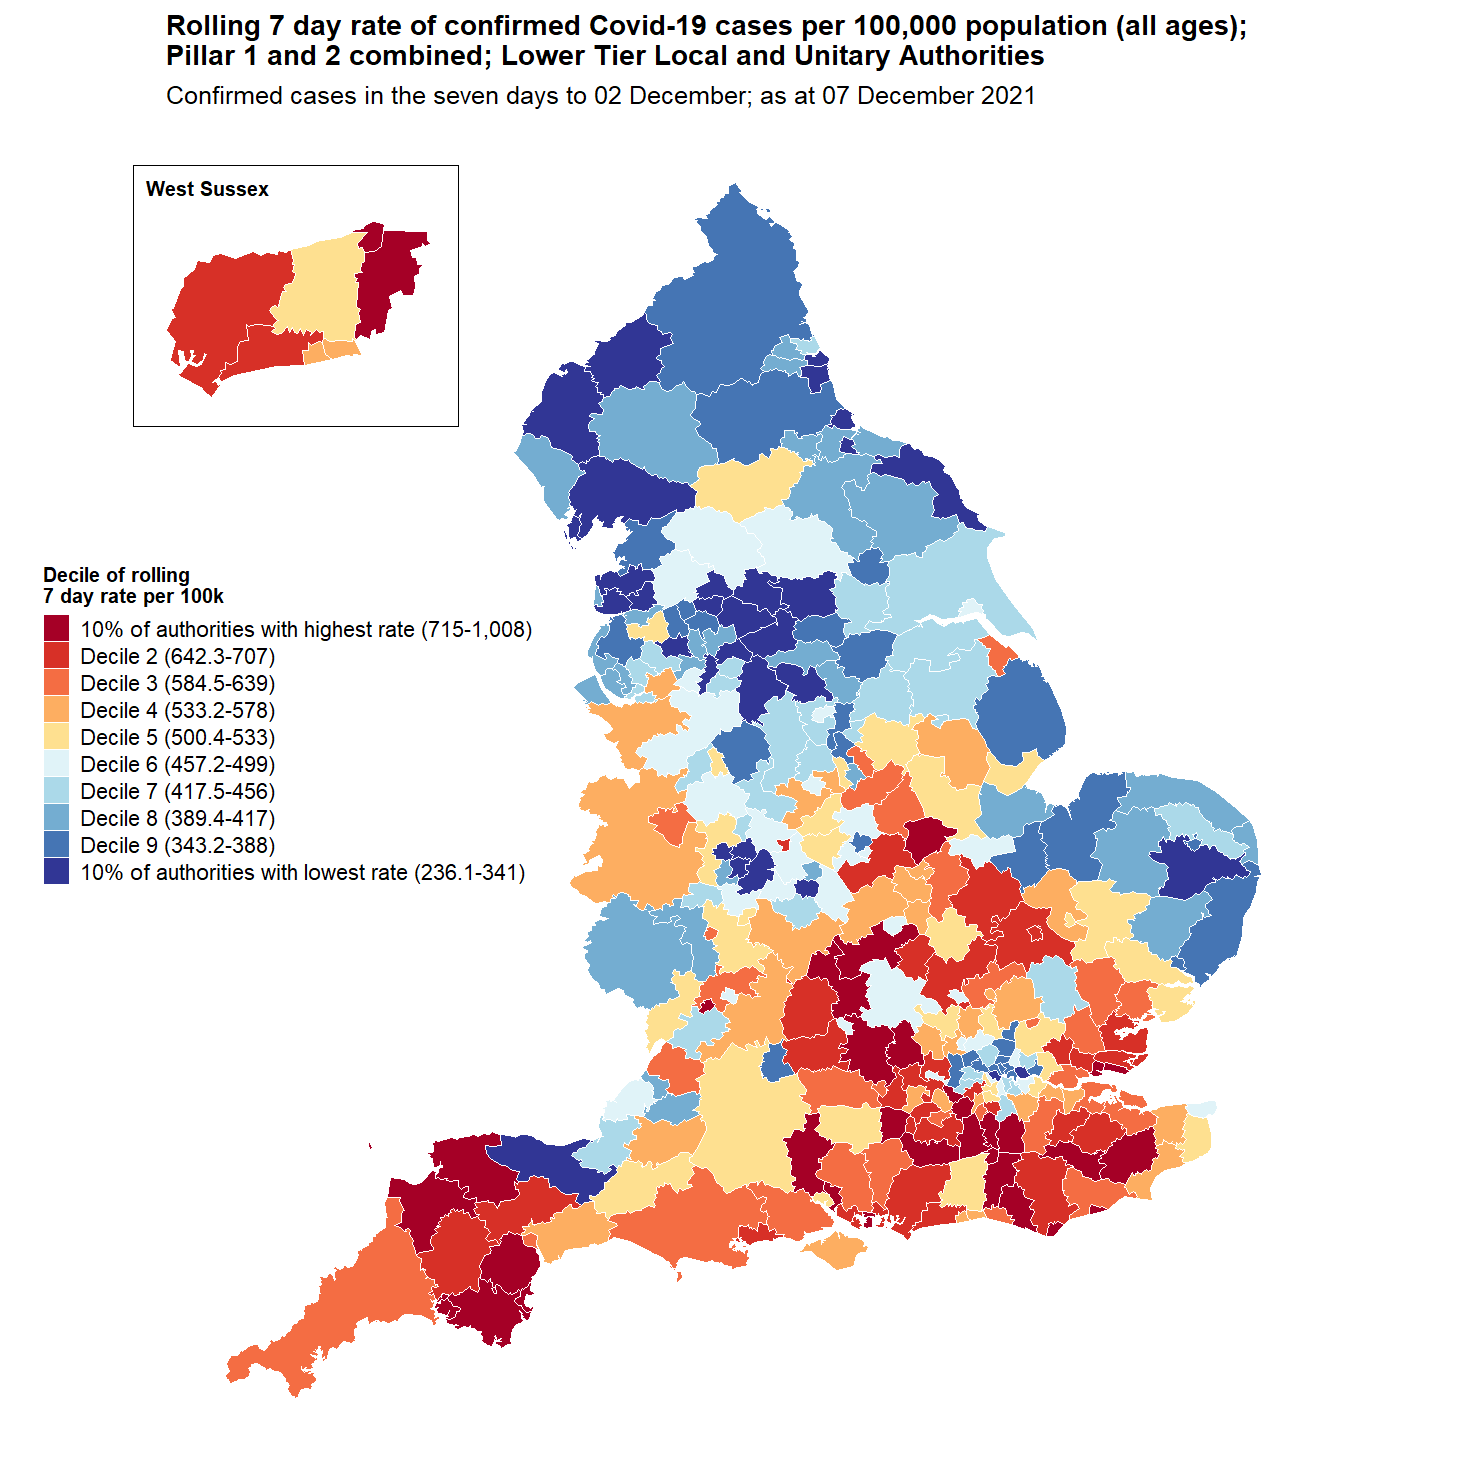 Rolling 7 day rate of confirmed Covid-19 cases per 100,000 population (all ages);
Pillar 1 and 2 combined; Lower Tier Local and Unitary Authorities
Confirmed cases in the seven days to 02 December; as at 07 December 2021
West Sussex
Decile of rolling
7 day rate per 100k
10% of authorities with highest rate (715-1,008)
Decile 2 (642.3-707)
Decile 3 (584.5-639)
Decile 4 (533.2-578)
Decile 5 (500.4-533)
Decile 6 (457.2-499)
Decile 7 (417.5-456)
Decile 8 (389.4-417)
Decile 9 (343.2-388)
10% of authorities with lowest rate (236.1-341)